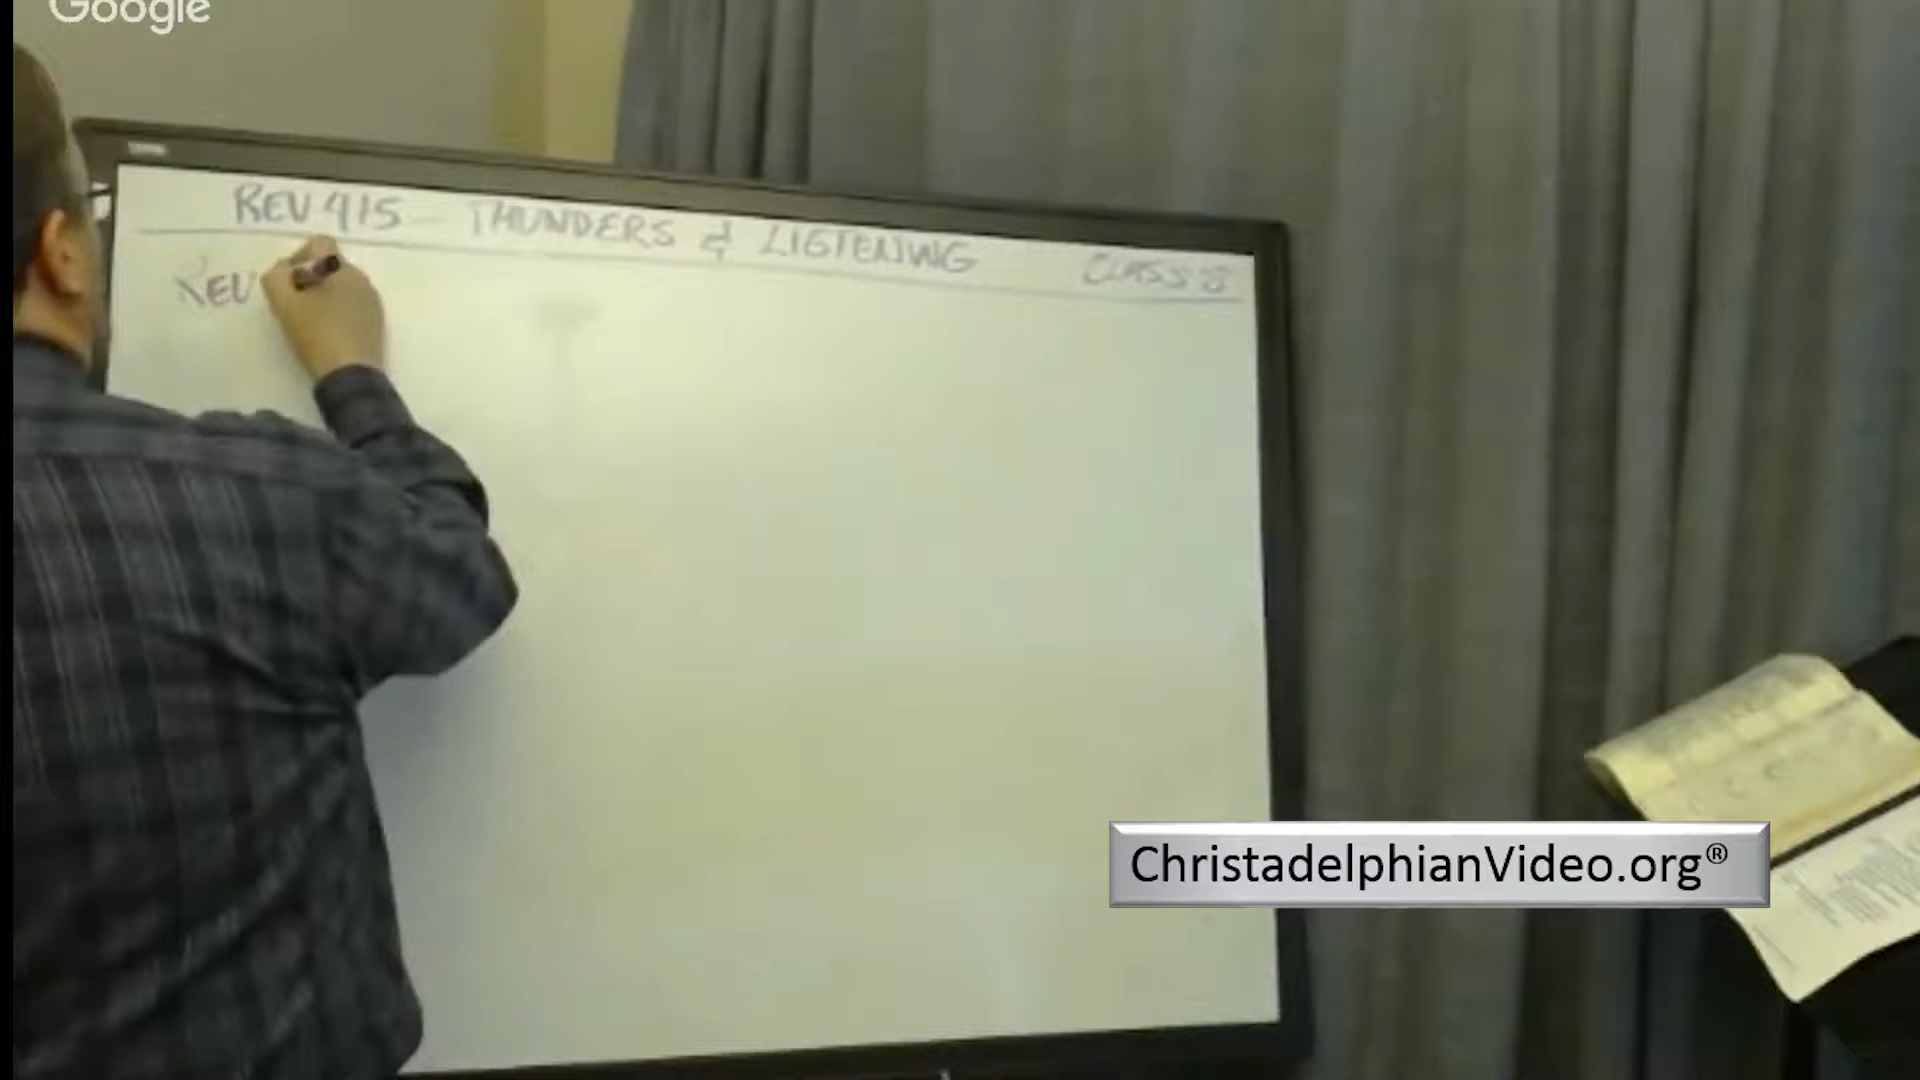 Google
REV 4:5 - THUNDERS & LIGTENING CLASS 8
REV
ChristadelphianVideo.org®